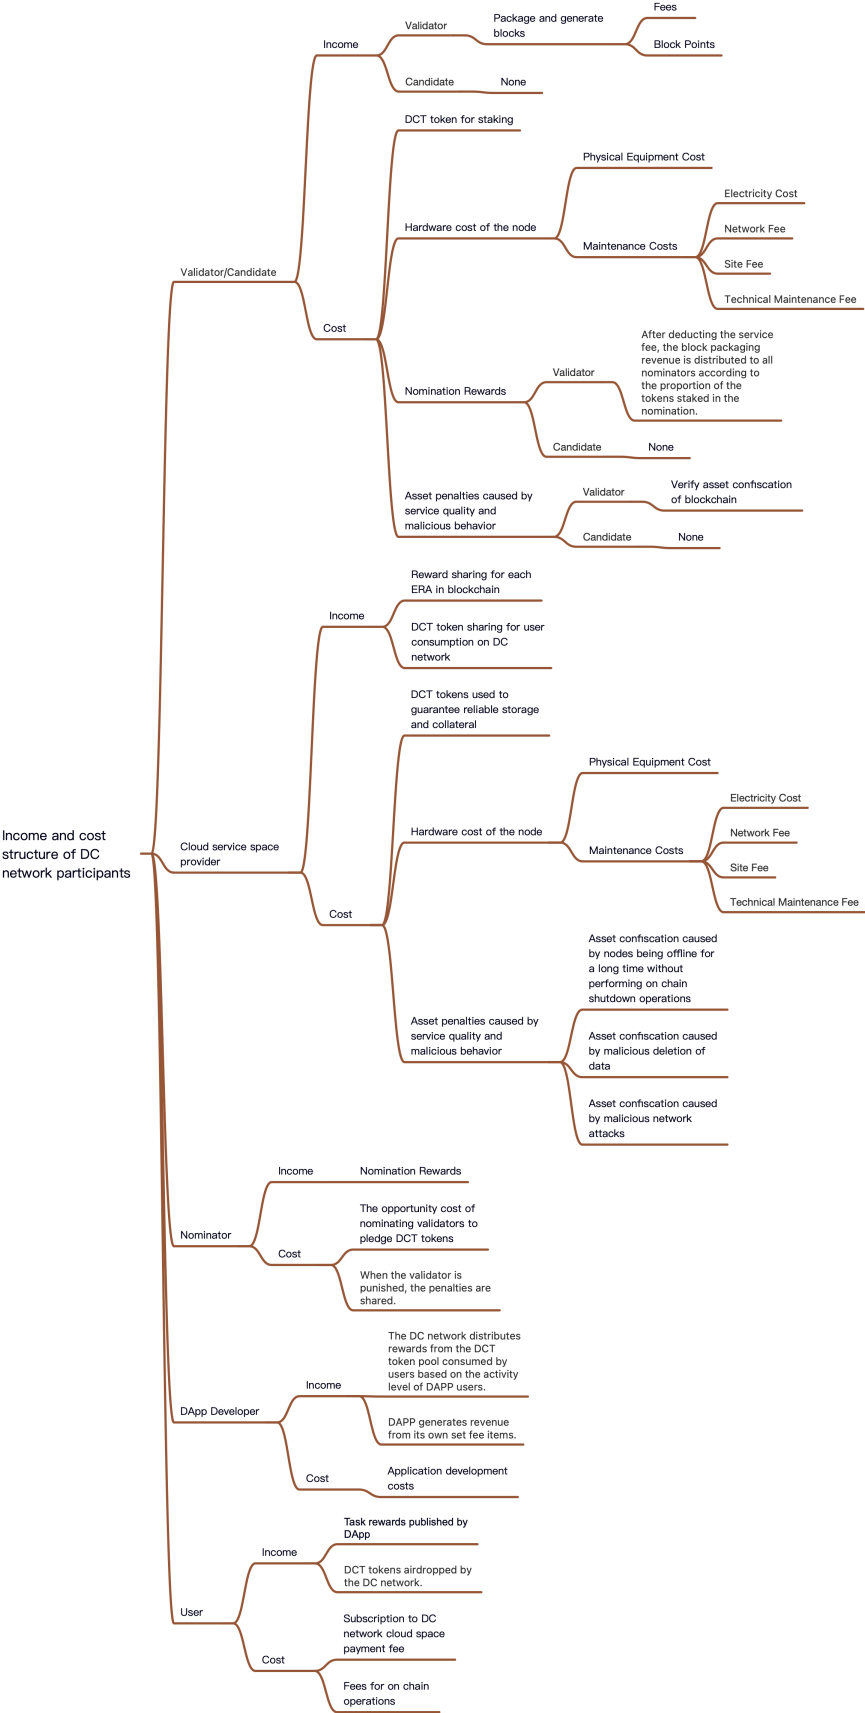 Income and cost
structure of DC
network participants
Validator/Candidate
Income
Validator
Package and generate
blocks
Fees
Block Points
Candidate
None
Cost
DCT token for staking
Hardware cost of the node
Physical Equipment Cost
Maintenance Costs
Electricity Cost
Network Fee
Site Fee
Technical Maintenance Fee
Nomination Rewards
Validator
After deducting the service
fee, the block packaging
revenue is distributed to all
nominators according to
the proportion of the
tokens staked in the
nomination.
Candidate
None
Asset penalties caused by
service quality and
malicious behavior
Validator
Verify asset confiscation
of blockchain
Candidate
None
Cloud service space
provider
Income
Reward sharing for each
ERA in blockchain
DCT token sharing for user
consumption on DC
network
Cost
DCT tokens used to
guarantee reliable storage
and collateral
Hardware cost of the node
Physical Equipment Cost
Maintenance Costs
Electricity Cost
Network Fee
Site Fee
Technical Maintenance Fee
Asset penalties caused by
service quality and
malicious behavior
Asset confiscation caused
by nodes being offline for
a long time without
performing on chain
shutdown operations
Asset confiscation caused
by malicious deletion of
data
Asset confiscation caused
by malicious network
attacks
Nominator
Income
Nomination Rewards
Cost
The opportunity cost of
nominating validators to
pledge DCT tokens
When the validator is
punished, the penalties are
shared.
DApp Developer
Income
The DC network distributes
rewards from the DCT
token pool consumed by
users based on the activity
level of DAPP users.
DAPP generates revenue
from its own set fee items.
Cost
Application development
costs
User
Income
Task rewards published by
DApp
DCT tokens airdropped by
the DC network.
Cost
Subscription to DC
network cloud space
payment fee
Fees for on chain
operations